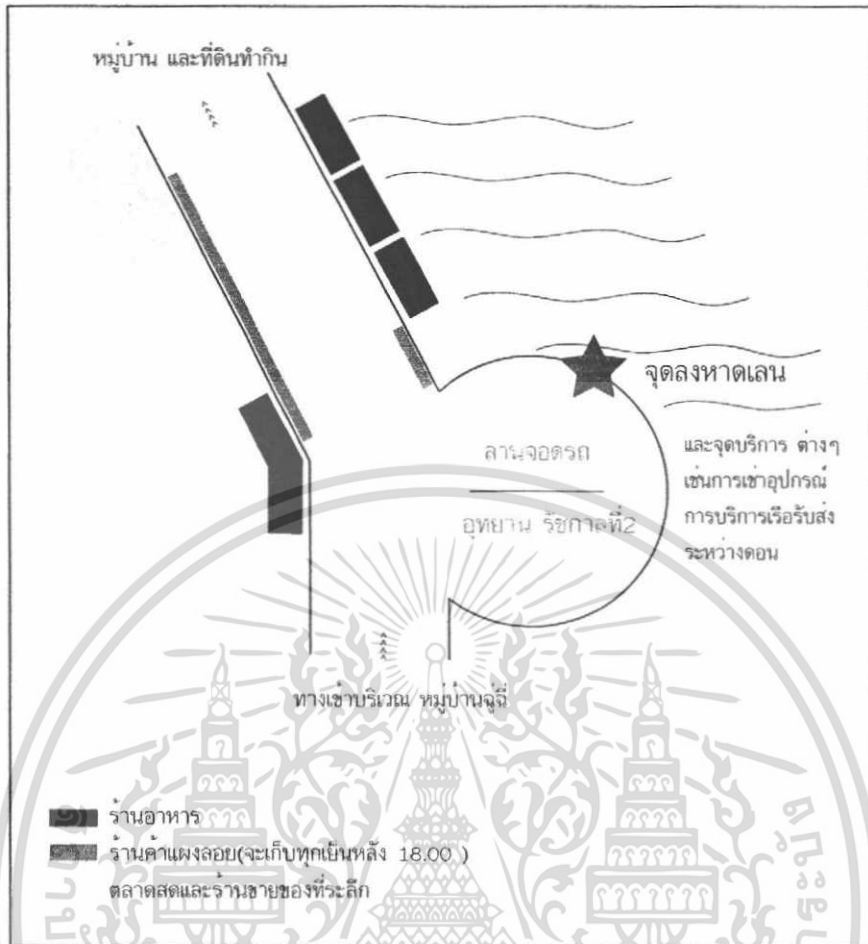 หมู่บ้าน และที่ดินทำกิน
จุดลงหาดเลน
ลานจอดรถ
อุทยาน รัชกาลที่2
และจุดบริการ ต่างๆ
เช่นการเช่าอุปกรณ์
การบริการเรือรับส่ง
ระหว่างดอน
ทางเข้าบริเวณ หมู่บ้านฉู่ฉี่
ร้านอาหาร
ร้านค้าแผงลอย(จะเก็บทุกเย็นหลัง 18.00 )
ตลาดสดและร้านขายของที่ระลึก